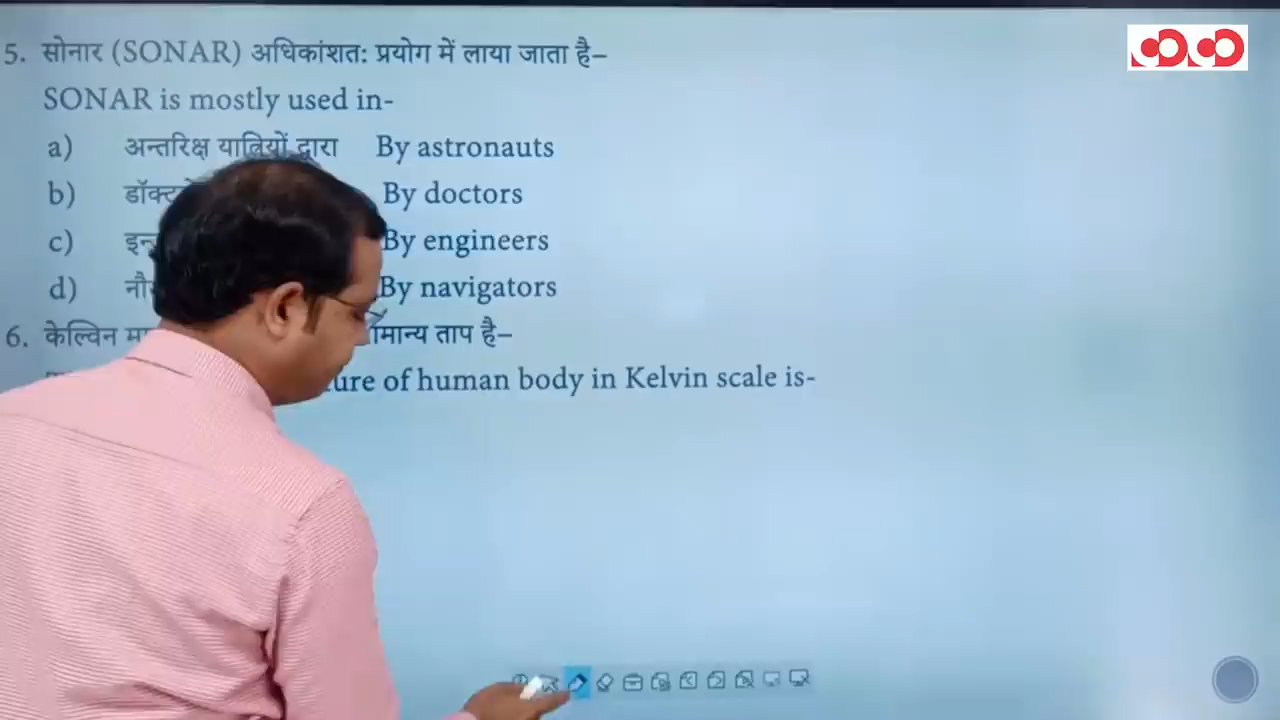 5. सोनार (SONAR) अधिकांशत: प्रयोग में लाया जाता है–
SONAR is mostly used in-
a) अन्तरिक्ष यात्रियों द्वारा By astronauts
b) By doctors
c) By engineers
d) By navigators
6. केल्विन ताप है–
of human body in Kelvin scale is-